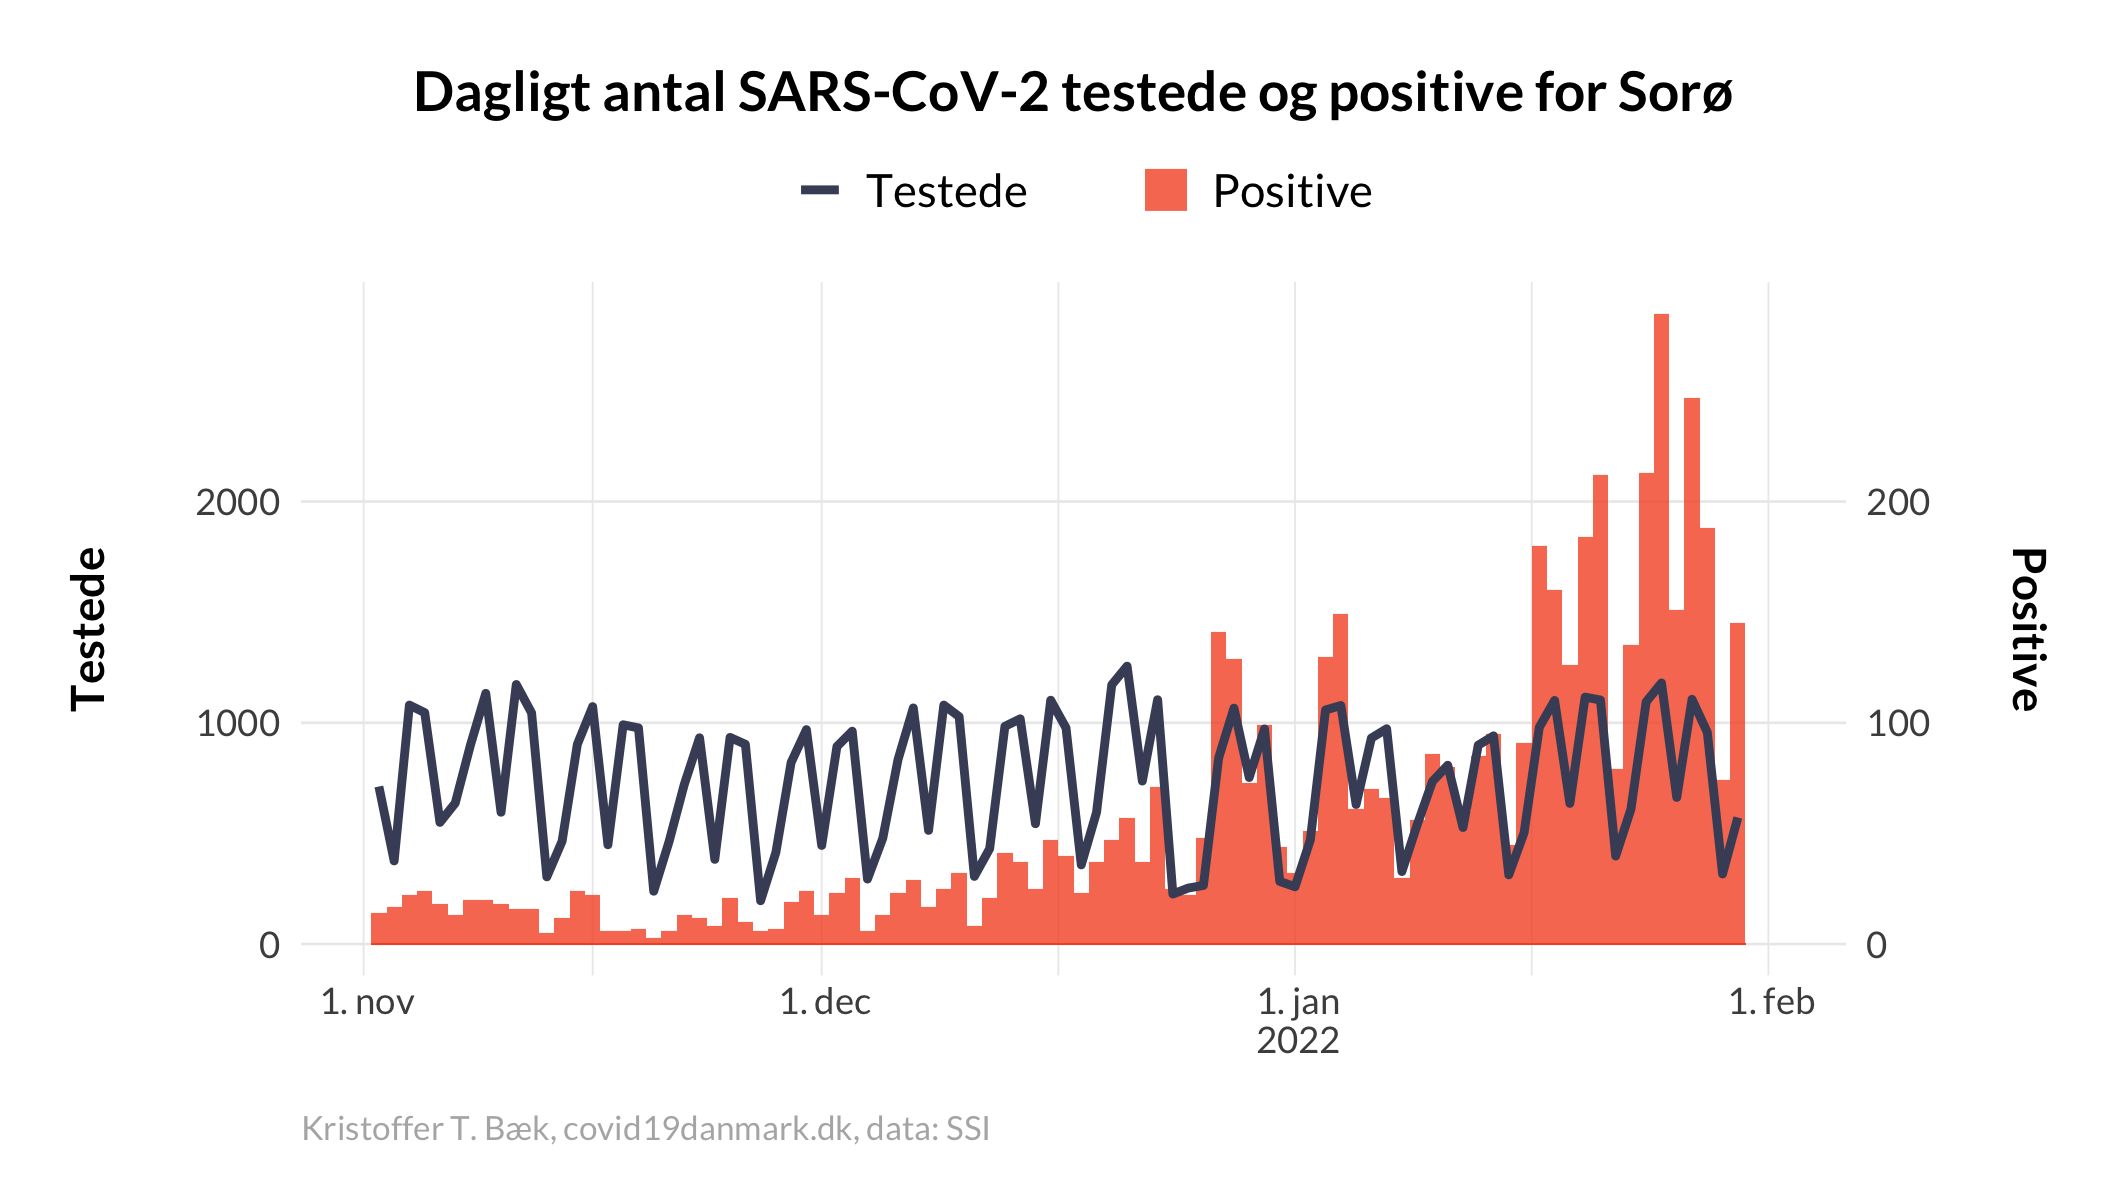 Dagligt antal SARS-CoV-2 testede og positive for Sorø
Testede
Positive
2000
1000
0
Testede
200
100
0
Positive
1. nov
1. dec
1. jan
2022
1. feb
Kristoffer T. Bæk, covid19danmark.dk, data: SSI